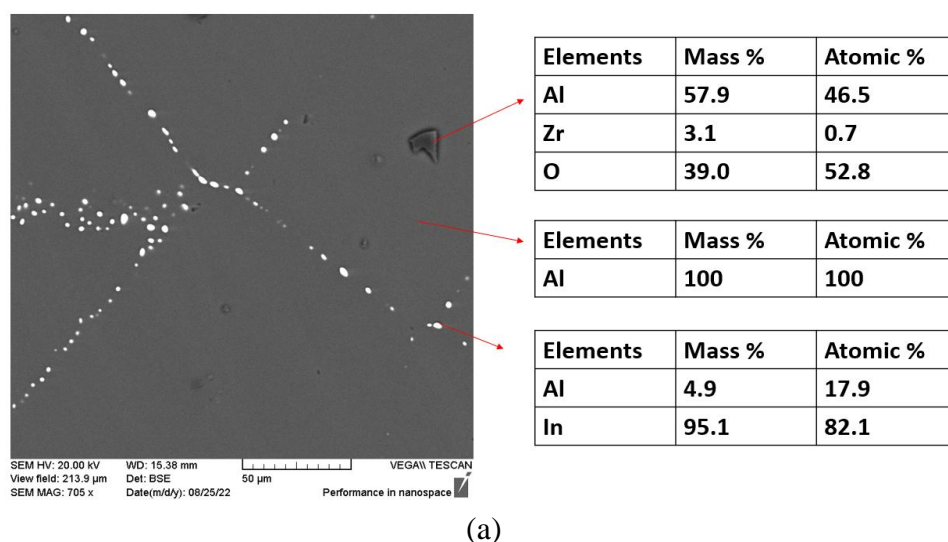 Elements Mass % Atomic %
Al 57.9 46.5
Zr 3.1 0.7
O 39.0 52.8
Elements Mass % Atomic %
Al 100 100
Elements Mass % Atomic %
Al 4.9 17.9
In 95.1 82.1
SEM HV: 20.00 kV WD: 15.38 mm VEGA\\ TESCAN
View field: 213.9 µm Det: BSE 50 µm
SEM MAG: 705 x Date(m/d/y): 08/25/22 Performance in nanospace
(a)